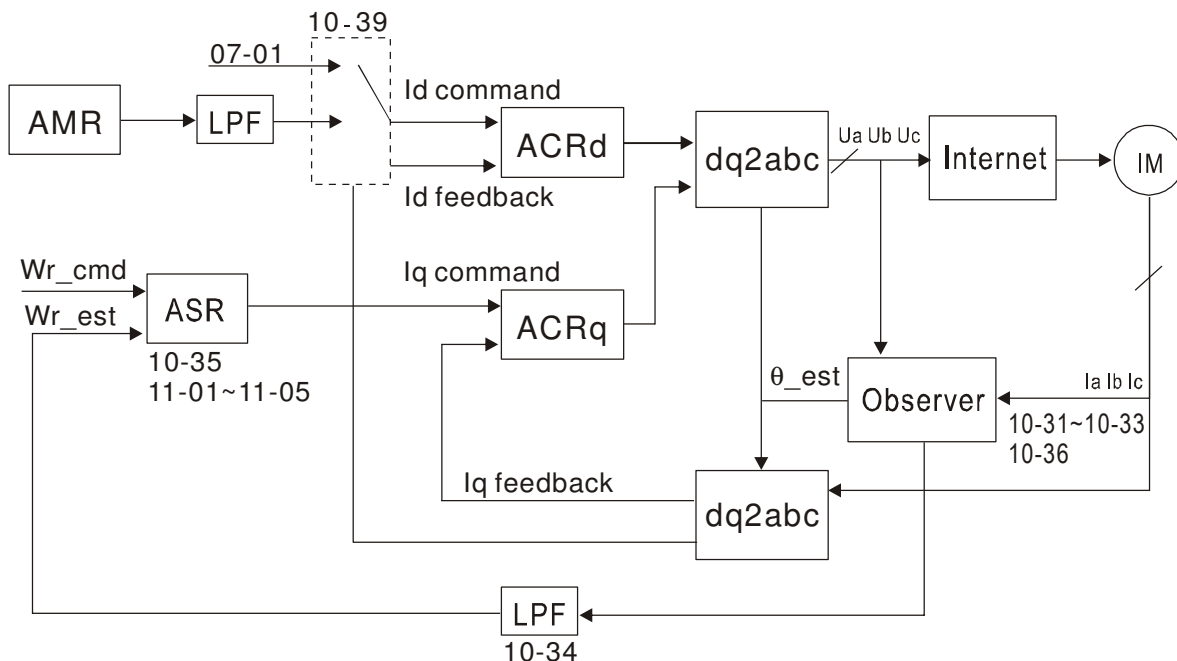 10-39
07-01
AMR
LPF
Id command
ACRd
Id feedback
dq2abc
Ua Ub Uc
Internet
IM
Wr_cmd
Wr_est
ASR
10-35
11-01~11-05
Iq command
ACRq
θ_est
Observer
Ia Ib Ic
10-31~10-33
10-36
Iq feedback
dq2abc
LPF
10-34